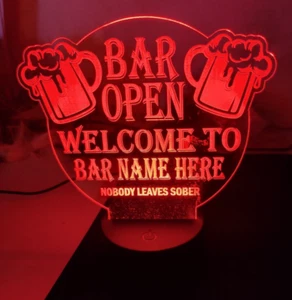 BAR
OPEN
WELCOME TO
BAR NAME HERE
NOBODY LEAVES SOBER